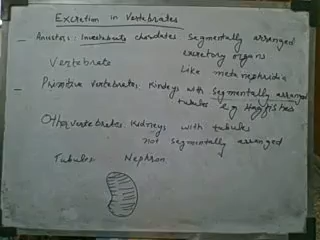 Excretion in Vertebrates
— Ancestors: Invertebrate chordates segmentally arranged
excretory organs
Vertebrate Like metanephridia
— Primitive vertebrates. Kidneys with segmentally arranged
tubules e.g Hagfishes
Other vertebrates. Kidneys with tubules
not segmentally arranged
Tubules Nephron